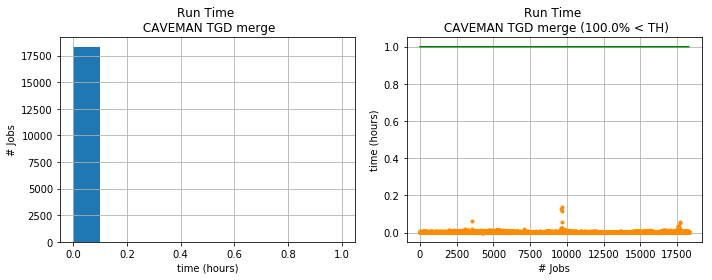 Run Time
CAVEMAN TGD merge
17500
15000
12500
10000
7500
5000
2500
0
# Jobs
0.0 0.2 0.4 0.6 0.8 1.0
time (hours)
Run Time
CAVEMAN TGD merge (100.0% < TH)
1.0
0.8
0.6
0.4
0.2
0.0
time (hours)
0 2500 5000 7500 10000 12500 15000 17500
# Jobs